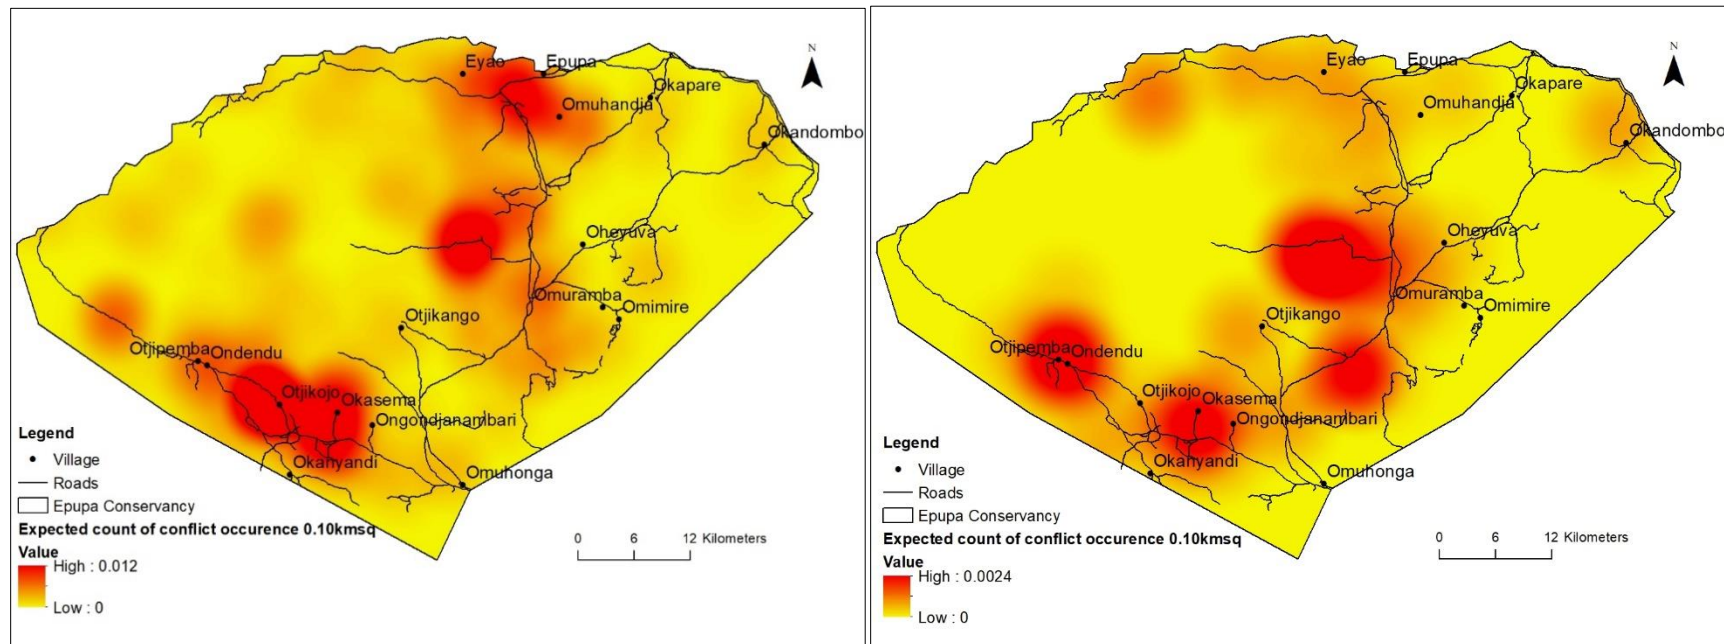 N
Eyao
Epupa
Okapare
Omuhandja
Okandombo
Oheyuva
Omuramba
Omimire
Otjikango
Otjipemba
Ondendu
Otjikojo
Okasema
Ongondjanambari
Okanyandi
Omuhonga
Legend
Village
Roads
Epupa Conservancy
Expected count of conflict occurence 0.10kmsq
Value
High : 0.012
Low : 0
0 6 12 Kilometers
N
Eyao
Epupa
Okapare
Omuhandja
Okandombo
Oheyuva
Omuramba
Omimire
Otjikango
Otjipemba
Ondendu
Otjikojo
Okasema
Ongondjanambari
Okanyandi
Omuhonga
Legend
Village
Roads
Epupa Conservancy
Expected count of conflict occurence 0.10kmsq
Value
High : 0.0024
Low : 0
0 6 12 Kilometers